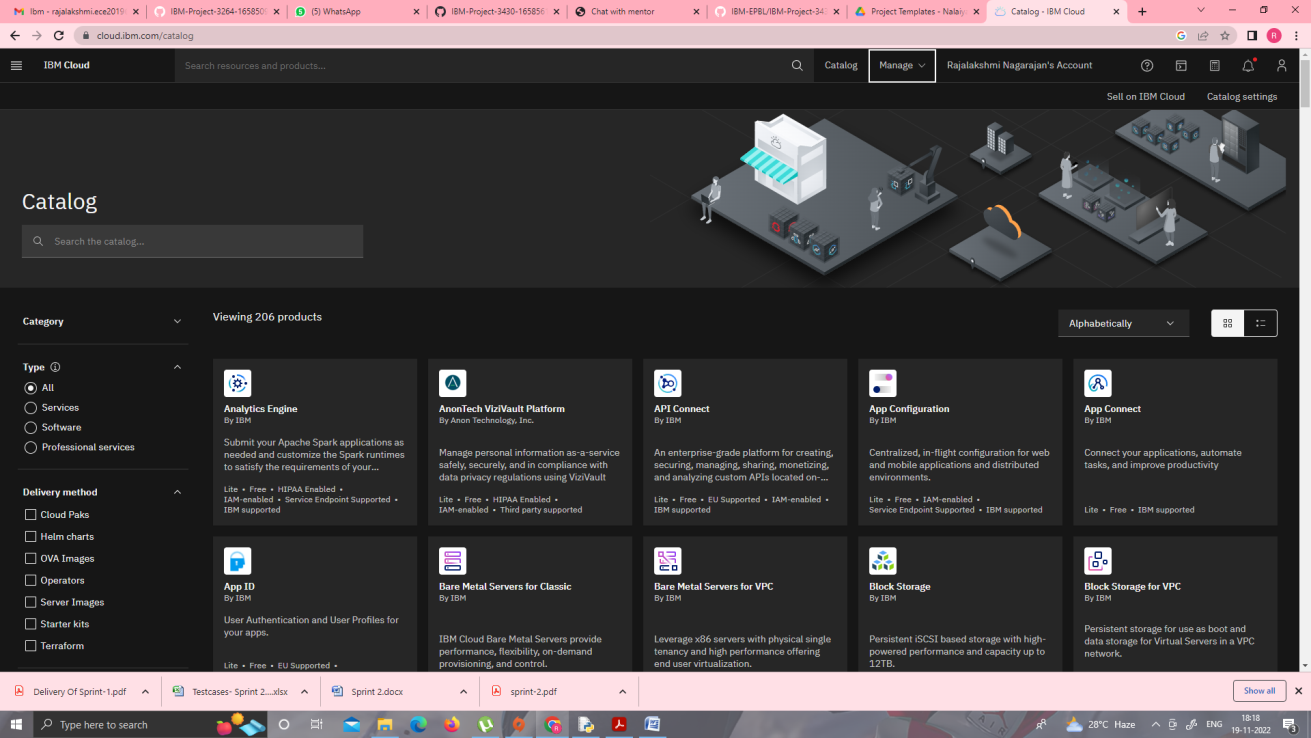 Ibm - rajalakshmi.ece2019
IBM-Project-3264-1658509
(5) WhatsApp
IBM-Project-3430-165856
Chat with mentor
IBM-EPBL/IBM-Project-343
Project Templates - Nalaiya
Catalog - IBM Cloud
cloud.ibm.com/catalog
R
IBM Cloud
Search resources and products...
Catalog
Manage
Rajalakshmi Nagarajan's Account
Sell on IBM Cloud
Catalog settings
Catalog
Search the catalog...
Category
Viewing 206 products
Alphabetically
Type
All
Services
Software
Professional services
Delivery method
Cloud Paks
Helm charts
OVA Images
Operators
Server Images
Starter kits
Terraform
Analytics Engine
By IBM
Submit your Apache Spark applications as
needed and customize the Spark runtimes
to satisfy the requirements of your...
Lite • Free • HIPAA Enabled •
IAM-enabled • Service Endpoint Supported •
IBM supported
AnonTech ViziVault Platform
By Anon Technology, Inc.
Manage personal information as-a-service
safely, securely, and in compliance with
data privacy regulations using ViziVault
Lite • Free • HIPAA Enabled •
IAM-enabled • Third party supported
API Connect
By IBM
An enterprise-grade platform for creating,
securing, managing, sharing, monetizing,
and analyzing custom APIs located on-...
Lite • Free • EU Supported • IAM-enabled •
IBM supported
App Configuration
By IBM
Centralized, in-flight configuration for web
and mobile applications and distributed
environments.
Lite • Free • IAM-enabled •
Service Endpoint Supported • IBM supported
App Connect
By IBM
Connect your applications, automate
tasks, and improve productivity
Lite • Free • IBM supported
App ID
By IBM
User Authentication and User Profiles for
your apps.
Lite • Free • EU Supported •
Bare Metal Servers for Classic
By IBM
IBM Cloud Bare Metal Servers provide
performance, flexibility, on-demand
provisioning, and control.
Bare Metal Servers for VPC
By IBM
Leverage x86 servers with physical single
tenancy and high performance offering
end user virtualization.
Block Storage
By IBM
Persistent iSCSI based storage with high-
powered performance and capacity up to
12TB.
Block Storage for VPC
By IBM
Persistent storage for use as boot and
data storage for Virtual Servers in a VPC
network.
Delivery Of Sprint-1.pdf
Testcases- Sprint 2....xlsx
Sprint 2.docx
sprint-2.pdf
Show all
Type here to search
28°C Haze
ENG
18:18
19-11-2022
3